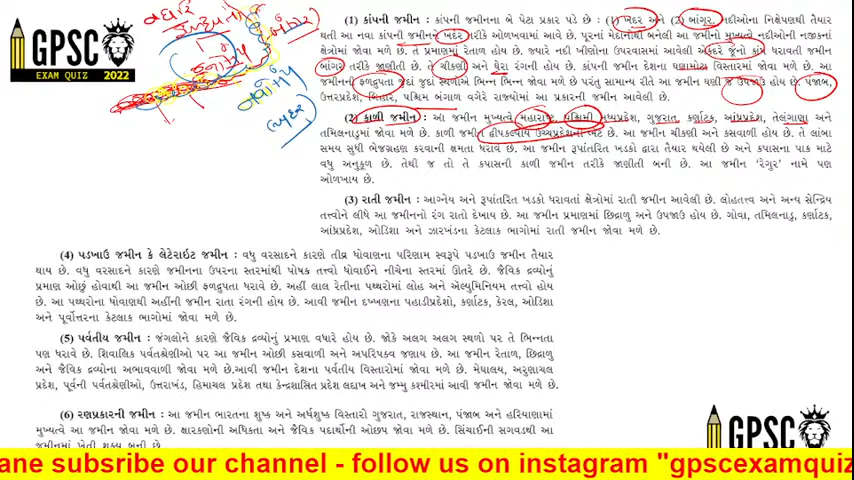 GPSC
EXAM QUIZ 2022
(1) કાંપની જમીન : કાંપની જમીનના બે પેટા પ્રકાર પડે છે : (1) ખદર અને (2) બાંગર. નદીઓના નિક્ષેપણથી તૈયાર
થતી આ નવા કાંપની જમીનને ખદર તરીકે ઓળખવામાં આવે છે. પૂરનાં મેદાનોથી બનેલી આ જમીનો મુખ્યત્વે નદીઓની નજીકનાં
ક્ષેત્રોમાં જોવા મળે છે. તે પ્રમાણમાં રેતાળ હોય છે. જ્યારે નદી ખીણોના ઉપરવાસમાં આવેલી જૂનો કાંપ ધરાવતી જમીન
બાંગર તરીકે જાણીતી છે. તે ચીકણી અને ઘેરા રંગની હોય છે. કાંપની જમીન દેશના ઘણામોટા વિસ્તારમાં જોવા મળે છે. આ
જમીનની ફળદ્રુપતા જુદાં જુદાં સ્થળોએ ભિન્ન ભિન્ન જોવા મળે છે પરંતુ સામાન્ય રીતે આ જમીન ઘણી જ ઉપજાઉ હોય છે. પંજાબ,
ઉત્તરપ્રદેશ, બિહાર, પશ્ચિમ બંગાળ વગેરે રાજ્યોમાં આ પ્રકારની જમીન આવેલી છે.
(2) કાળી જમીન : આ જમીન મુખ્યત્વે મહારાષ્ટ્ર, પશ્ચિમી મધ્યપ્રદેશ, ગુજરાત, કર્ણાટક, આંધ્રપ્રદેશ, તેલંગાણા અને
તમિલનાડુમાં જોવા મળે છે. કાળી જમીન દ્વીપકલ્પીય ઉચ્ચપ્રદેશની ભેટ છે. આ જમીન ચીકણી અને કસવાળી હોય છે. તે લાંબા
સમય સુધી ભેજગ્રહણ કરવાની ક્ષમતા ધરાવે છે. આ જમીન રૂપાંતરિત ખડકો દ્વારા તૈયાર થયેલી છે અને કપાસના પાક માટે
વધુ અનુકૂળ છે. તેથી જ તો તે કપાસની કાળી જમીન તરીકે જાણીતી બની છે. આ જમીન ‘રેગુર’ નામે પણ
ઓળખાય છે.
(3) રાતી જમીન : આગ્નેય અને રૂપાંતરિત ખડકો ધરાવતાં ક્ષેત્રોમાં રાતી જમીન આવેલી છે. લોહતત્ત્વ અને અન્ય સેન્દ્રિય
તત્ત્વોને લીધે આ જમીનનો રંગ રાતો દેખાય છે. આ જમીન પ્રમાણમાં છિદ્રાળુ અને ઉપજાઉ હોય છે. ગોવા, તમિલનાડુ, કર્ણાટક,
આંધ્રપ્રદેશ, ઓડિશા અને ઝારખંડના કેટલાક ભાગોમાં રાતી જમીન જોવા મળે છે.
(4) પડખાઉ જમીન કે લેટેરાઈટ જમીન : વધુ વરસાદને કારણે તીવ્ર ધોવાણના પરિણામ સ્વરૂપે પડખાઉ જમીન તૈયાર
થાય છે. વધુ વરસાદને કારણે જમીનના ઉપરના સ્તરમાંથી પોષક તત્ત્વો ધોવાઈને નીચેના સ્તરમાં ઊતરે છે. જૈવિક દ્રવ્યોનું
પ્રમાણ ઓછું હોવાથી આ જમીન ઓછી ફળદ્રુપતા ધરાવે છે. અહીં લાલ રેતીના પથ્થરોમાં લોહ અને ઍલ્યુમિનિયમ તત્ત્વો હોય
છે. આ પથ્થરોના ધોવાણથી અહીંની જમીન રાતા રંગની હોય છે. આવી જમીન દખ્ખણના પહાડીપ્રદેશો, કર્ણાટક, કેરલ, ઓડિશા
અને પૂર્વોત્તરના કેટલાક ભાગોમાં જોવા મળે છે.
(5) પર્વતીય જમીન : જંગલોને કારણે જૈવિક દ્રવ્યોનું પ્રમાણ વધારે હોય છે. જોકે અલગ અલગ સ્થળો પર તે ભિન્નતા
પણ ધરાવે છે. શિવાલિક પર્વતશ્રેણીઓ પર આ જમીન ઓછી કસવાળી અને અપરિપક્વ જણાય છે. આ જમીન રેતાળ, છિદ્રાળુ
અને જૈવિક દ્રવ્યોના અભાવવાળી જોવા મળે છે.આવી જમીન દેશના પર્વતીય વિસ્તારોમાં જોવા મળે છે. મેઘાલય, અરુણાચલ
પ્રદેશ, પૂર્વની પર્વતશ્રેણીઓ, ઉત્તરાખંડ, હિમાચલ પ્રદેશ તથા કેન્દ્રશાસિત પ્રદેશ લદ્દાખ અને જમ્મુ કશ્મીરમાં આવી જમીન જોવા મળે છે.
(6) રણપ્રકારની જમીન : આ જમીન ભારતના શુષ્ક અને અર્ધશુષ્ક વિસ્તારો ગુજરાત, રાજસ્થાન, પંજાબ અને હરિયાણામાં
મુખ્યત્વે આ જમીન જોવા મળે છે. ક્ષારકણોની અધિકતા અને જૈવિક પદાર્થોની ઓછપ જોવા મળે છે. સિંચાઈની સગવડથી આ
જમીનમાં ખેતી શક્ય બની છે.
GPSC
ane subsribe our channel - follow us on instagram "gpscexamquiz